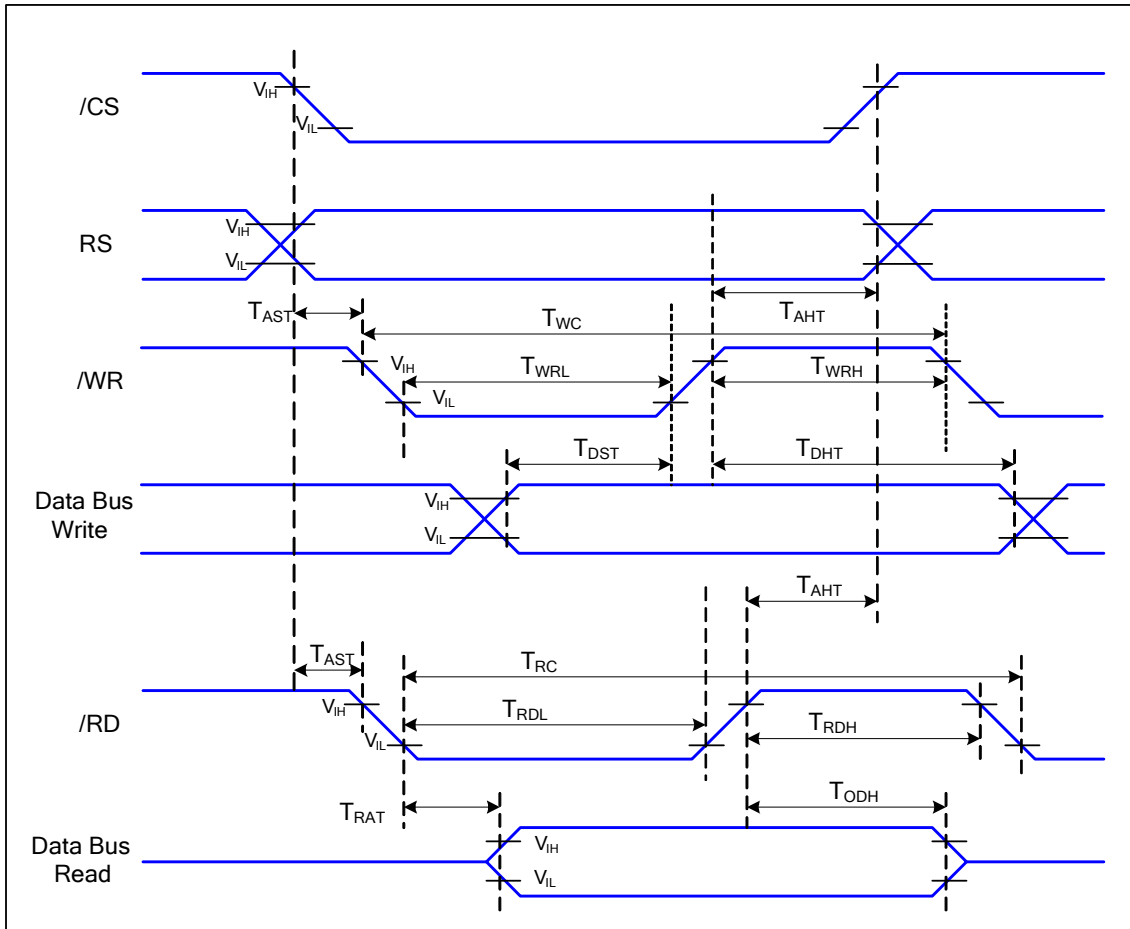 /CS
VIH
VIL
RS
VIH
VIL
TAST
TWC
TAHT
/WR
VIH
VIL
TWRL
TWRH
TDST
TDHT
Data Bus
Write
VIH
VIL
TAHT
TAST
TRC
/RD
VIH
VIL
TRDL
TRDH
TRAT
TODH
Data Bus
Read
VIH
VIL